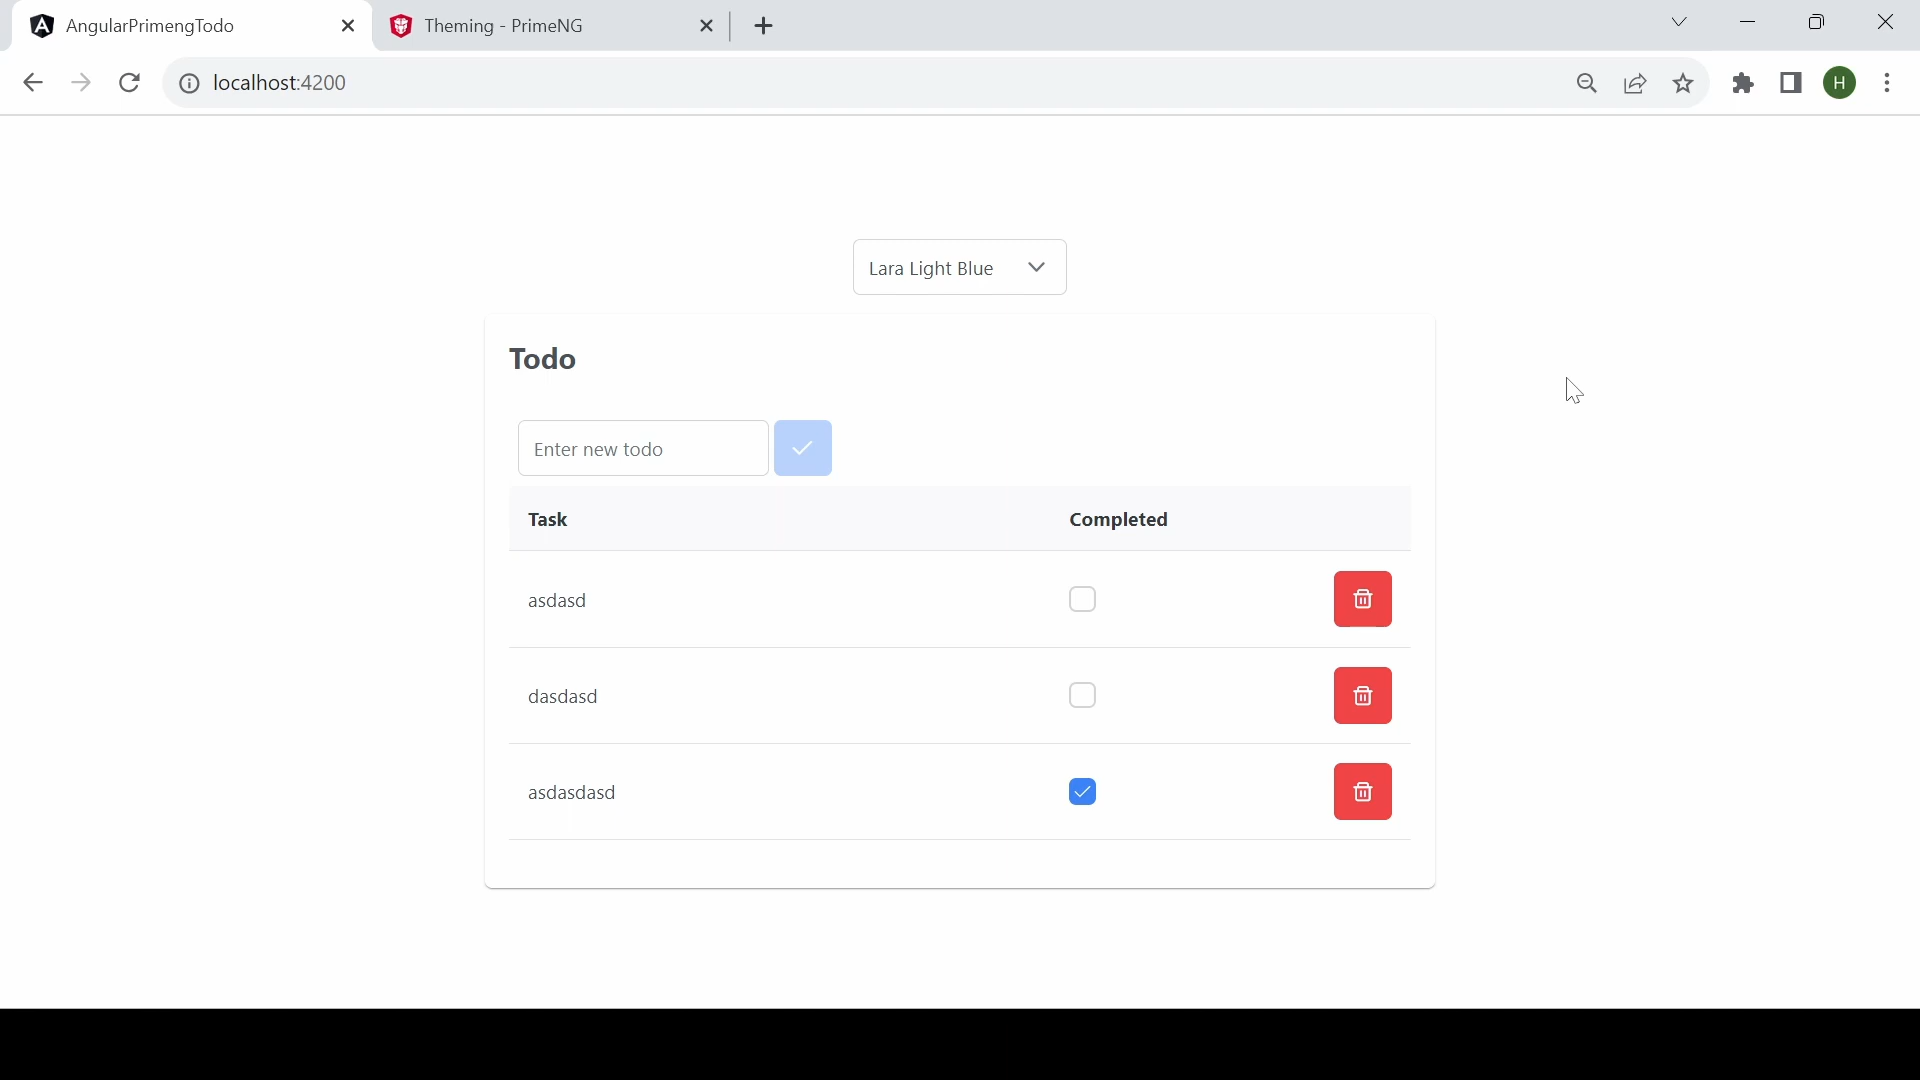 AngularPrimengTodo
Theming - PrimeNG
localhost:4200
H
Lara Light Blue
Todo
Enter new todo
Task Completed
asdasd
dasdasd
asdasdasd